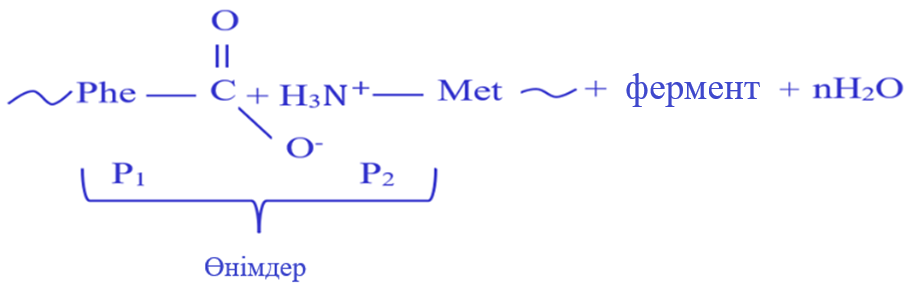 O
||
~Phe — C + H₃N⁺— Met ~ + фермент + nH₂O
O⁻
P₁ P₂
Өнімдер